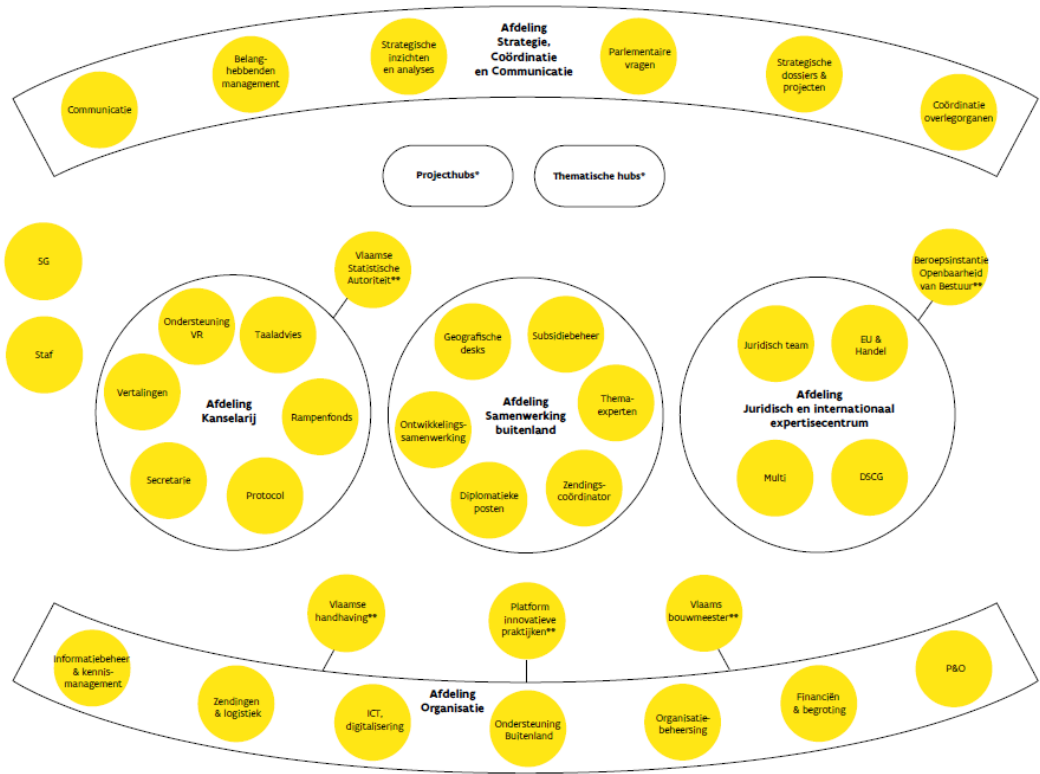 Afdeling
Strategie,
Coördinatie
en Communicatie
Communicatie
Belang-
hebbenden
management
Strategische
inzichten
en analyses
Parlementaire
vragen
Strategische
dossiers &
projecten
Coördinatie
overlegorganen
Projecthubs*
Thematische hubs*
SG
Staf
Vlaamse
Statistische
Autoriteit**
Beroepsinstantie
Openbaarheid
van Bestuur**
Ondersteuning
VR
Taaladvies
Vertalingen
Afdeling
Kanselarij
Rampenfonds
Secretarie
Protocol
Geografische
desks
Subsidiebeheer
Ontwikkelings-
samenwerking
Afdeling
Samenwerking
buitenland
Thema-
experten
Diplomatieke
posten
Zendings-
coördinator
Juridisch team
EU &
Handel
Afdeling
Juridisch en internationaal
expertisecentrum
Multi
DSCG
Vlaamse
handhaving**
Platform
innovatieve
praktijken**
Vlaams
bouwmeester**
Informatiebeheer
& kennis-
management
Zendingen
& logistiek
ICT,
digitalisering
Afdeling
Organisatie
Ondersteuning
Buitenland
Organisatie-
beheersing
Financiën
& begroting
P&O